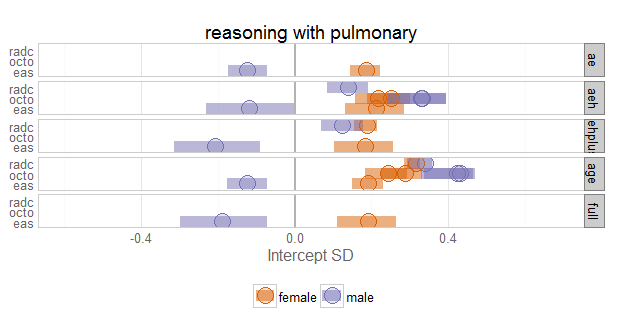 reasoning with pulmonary
radc
octo
eas
ae
radc
octo
eas
aeh
radc
octo
eas
ehplu
radc
octo
eas
age
radc
octo
eas
full
-0.4 0.0 0.4
Intercept SD
female male